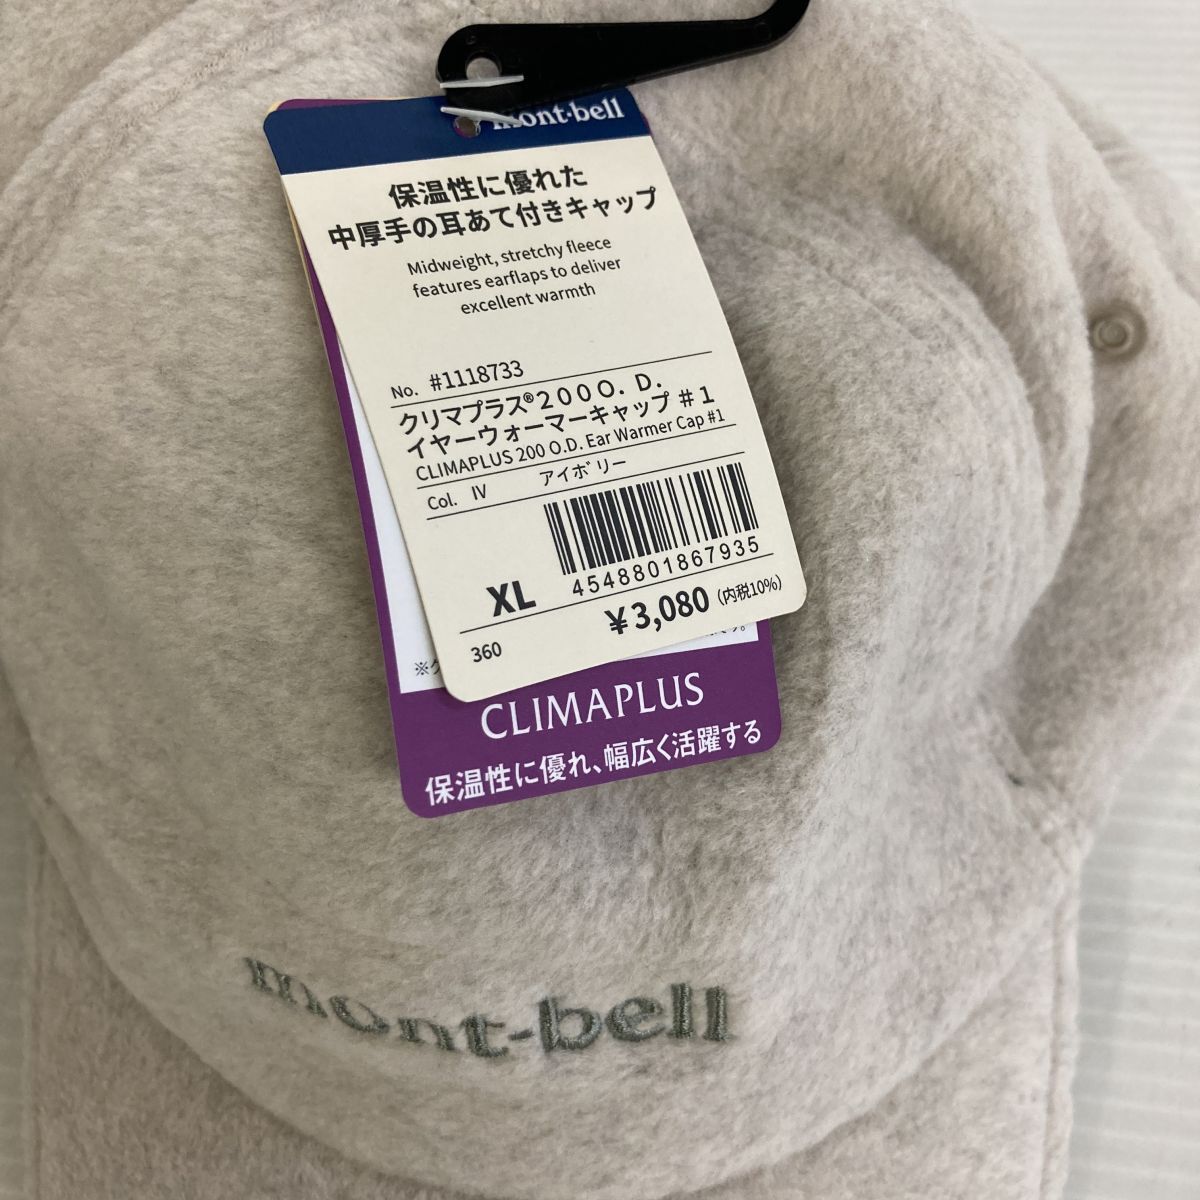 mont-bell
保温性に優れた
中厚手の耳あて付きキャップ
Midweight, stretchy fleece
features earflaps to deliver
excellent warmth
No. #1118733
クリマプラス®２００Ｏ．Ｄ．
イヤーウォーマーキャップ ＃１
CLIMAPLUS 200 O.D. Ear Warmer Cap #1
Col. IV アイボリー
4548801867935
XL
¥3,080 (内税10%)
360
CLIMAPLUS
保温性に優れ、幅広く活躍する
mont-bell